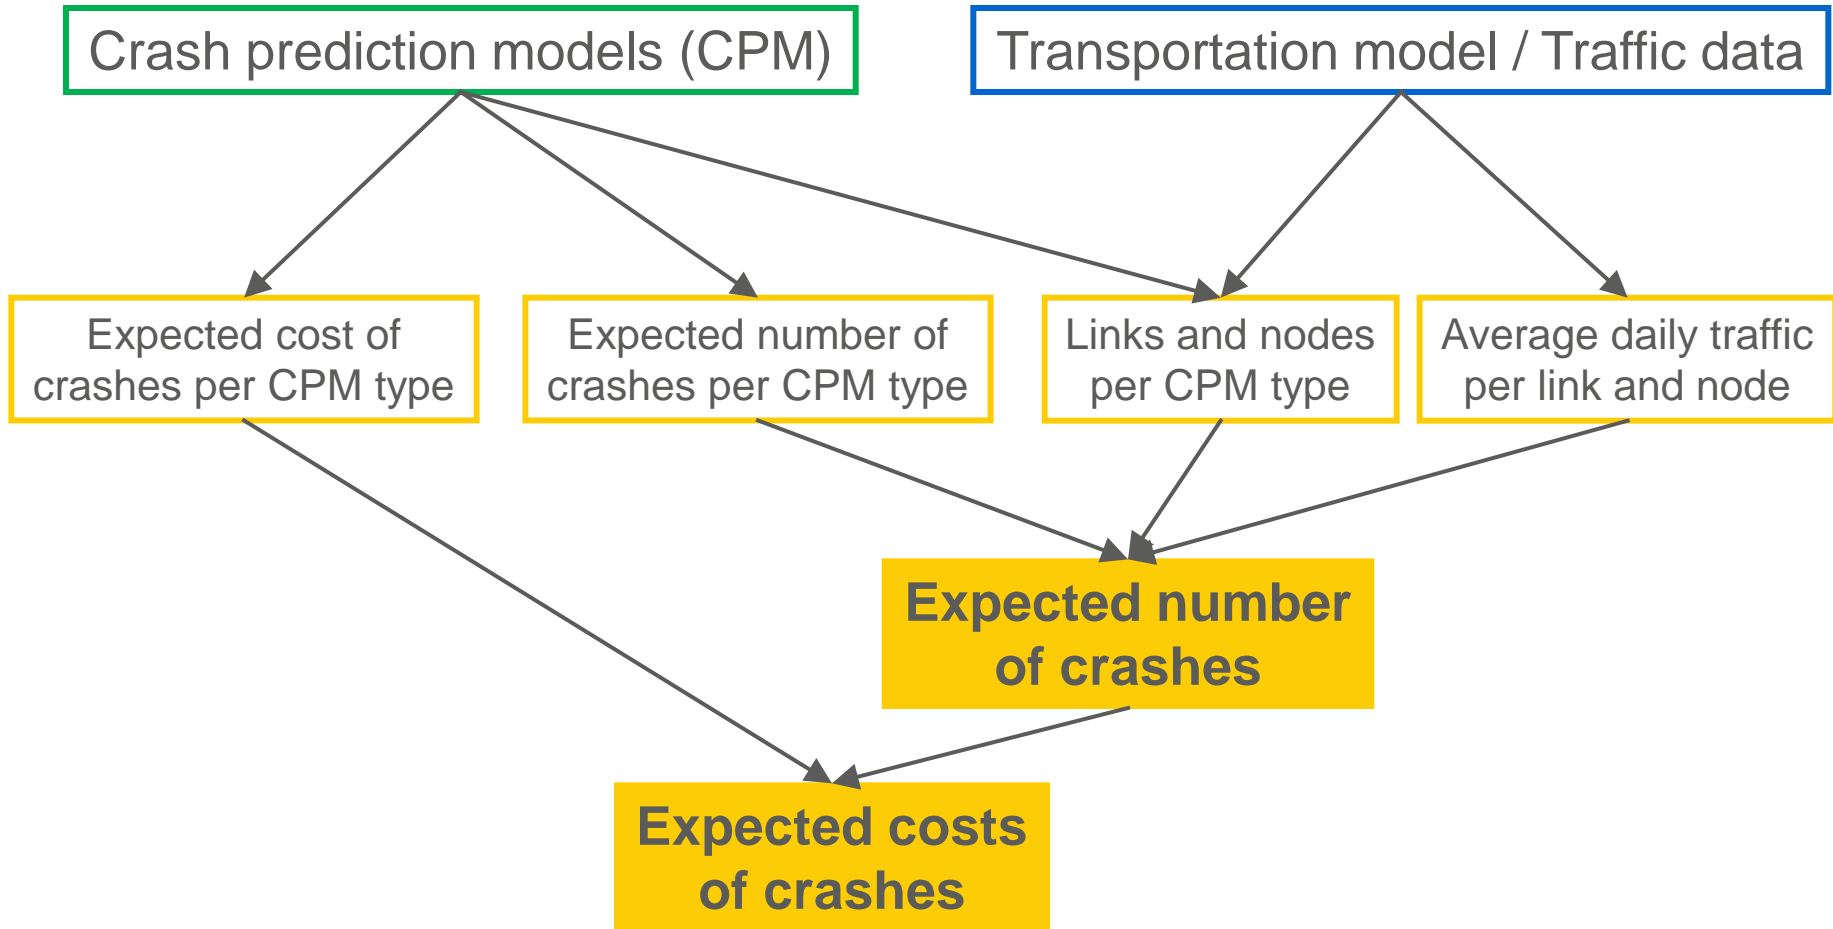 Crash prediction models (CPM)
Transportation model / Traffic data
Expected cost of
crashes per CPM type
Expected number of
crashes per CPM type
Links and nodes
per CPM type
Average daily traffic
per link and node
Expected number
of crashes
Expected costs
of crashes